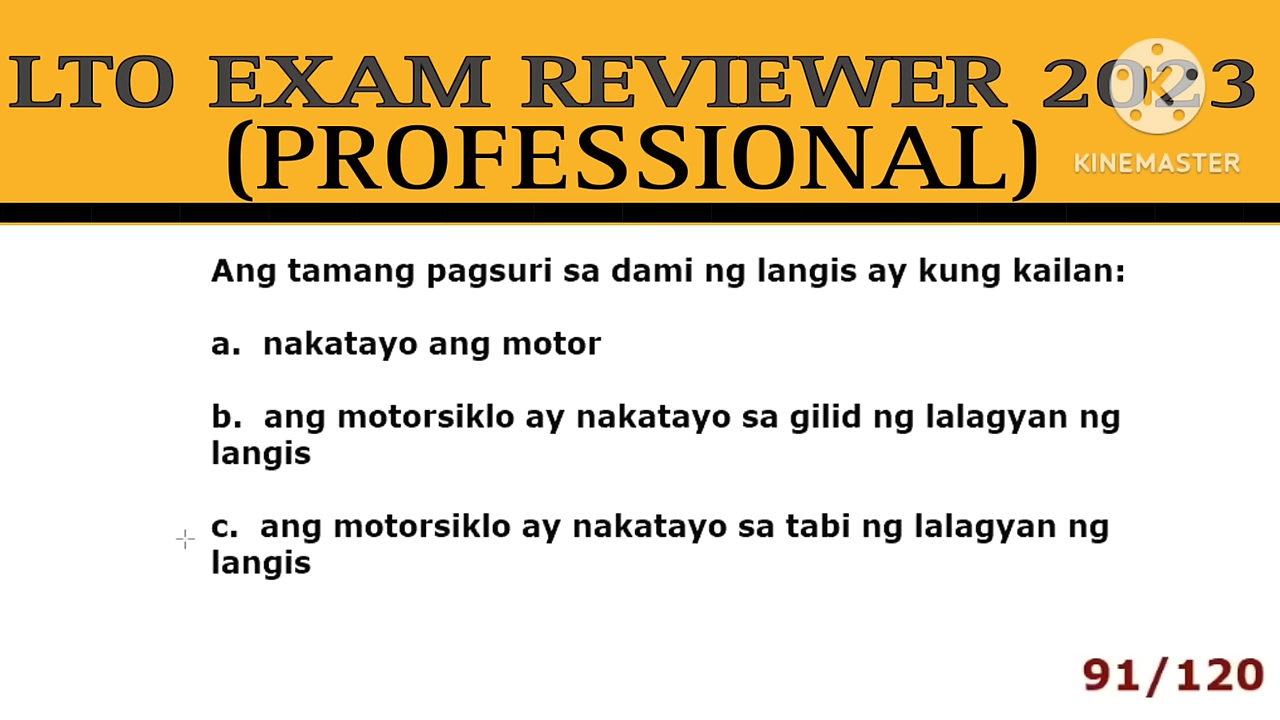 LTO EXAM REVIEWER 2023
(PROFESSIONAL)
KINEMASTER
Ang tamang pagsuri sa dami ng langis ay kung kailan:
a. nakatayo ang motor
b. ang motorsiklo ay nakatayo sa gilid ng lalagyan ng
langis
c. ang motorsiklo ay nakatayo sa tabi ng lalagyan ng
langis
91/120